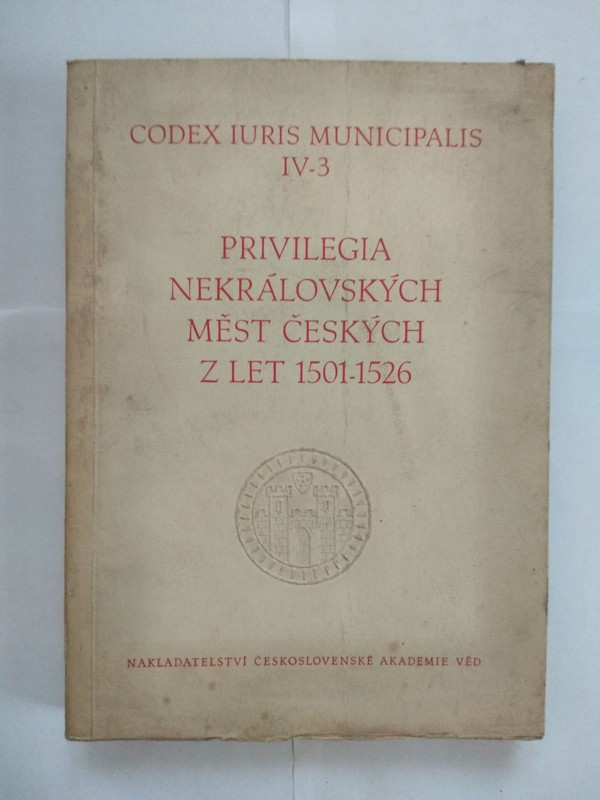 CODEX IURIS MUNICIPALIS
IV-3
PRIVILEGIA
NEKRÁLOVSKÝCH
MĚST ČESKÝCH
Z LET 1501-1526
NAKLADATELSTVÍ ČESKOSLOVENSKÉ AKADEMIE VĚD